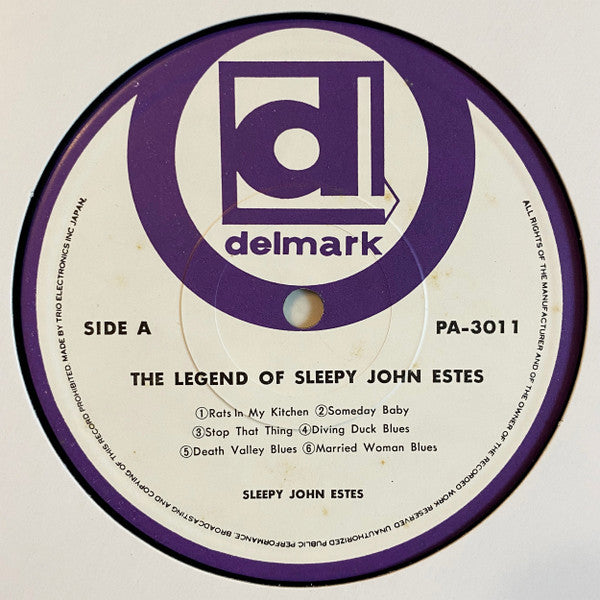 d
delmark
SIDE A
PA-3011
THE LEGEND OF SLEEPY JOHN ESTES
①Rats In My Kitchen ②Someday Baby
③Stop That Thing ④Diving Duck Blues
⑤Death Valley Blues ⑥Married Woman Blues
SLEEPY JOHN ESTES
ALL RIGHTS OF THE MANUFACTURER AND OF THE OWNER OF THE RECORDED WORK RESERVED. UNAUTHORIZED PUBLIC PERFORMANCE, BROADCASTING AND COPYING OF THIS RECORD PROHIBITED. MADE BY TRIO ELECTRONICS INC JAPAN.